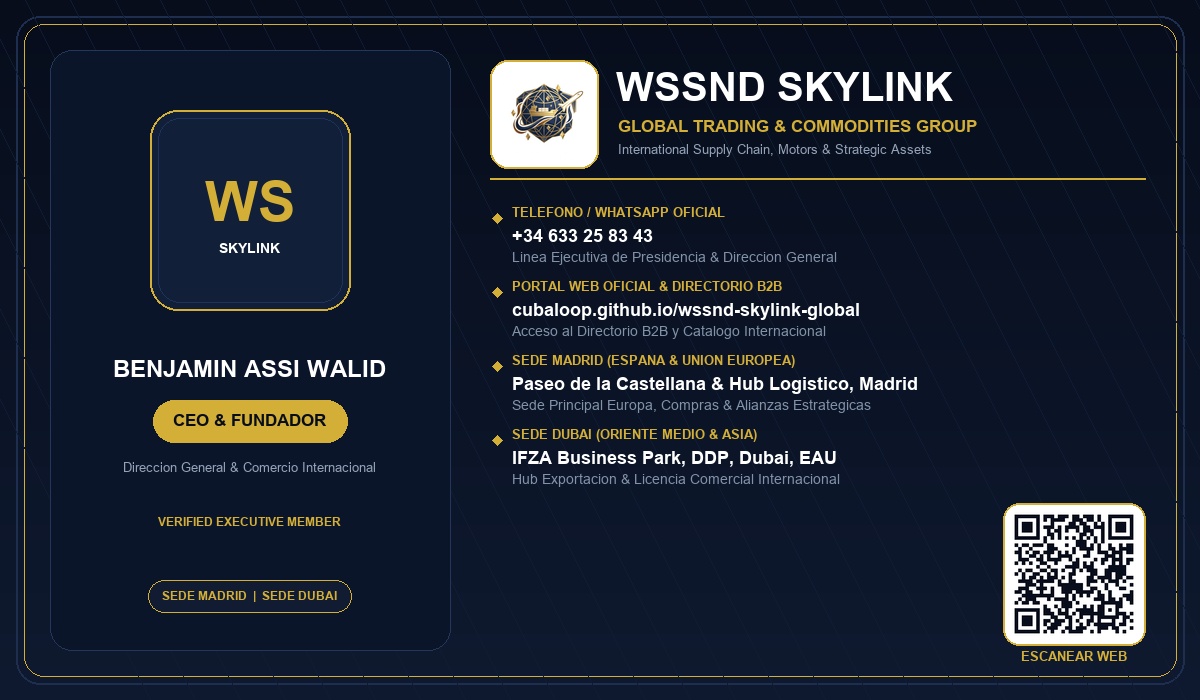 WS
SKYLINK
BENJAMIN ASSI WALID
CEO & FUNDADOR
Direccion General & Comercio Internacional
VERIFIED EXECUTIVE MEMBER
SEDE MADRID | SEDE DUBAI
WSSND SKYLINK
GLOBAL TRADING & COMMODITIES GROUP
International Supply Chain, Motors & Strategic Assets
TELEFONO / WHATSAPP OFICIAL
+34 633 25 83 43
Linea Ejecutiva de Presidencia & Direccion General
PORTAL WEB OFICIAL & DIRECTORIO B2B
cubaloop.github.io/wssnd-skylink-global
Acceso al Directorio B2B y Catalogo Internacional
SEDE MADRID (ESPANA & UNION EUROPEA)
Paseo de la Castellana & Hub Logistico, Madrid
Sede Principal Europa, Compras & Alianzas Estrategicas
SEDE DUBAI (ORIENTE MEDIO & ASIA)
IFZA Business Park, DDP, Dubai, EAU
Hub Exportacion & Licencia Comercial Internacional
ESCANEAR WEB